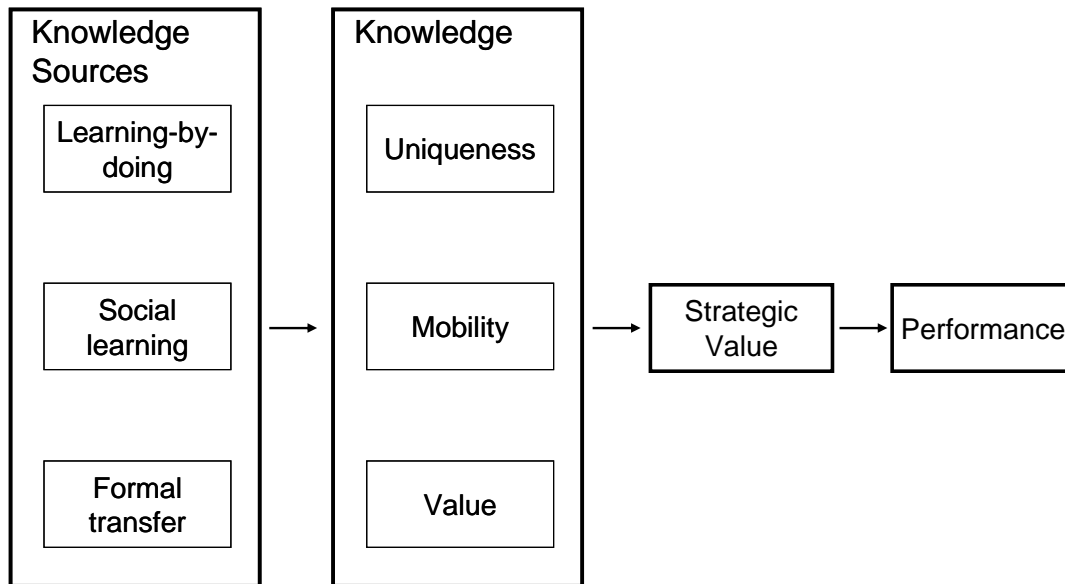 Knowledge
Sources
Learning-by-
doing
Social
learning
Formal
transfer
Knowledge
Uniqueness
Mobility
Value
Strategic
Value
Performance